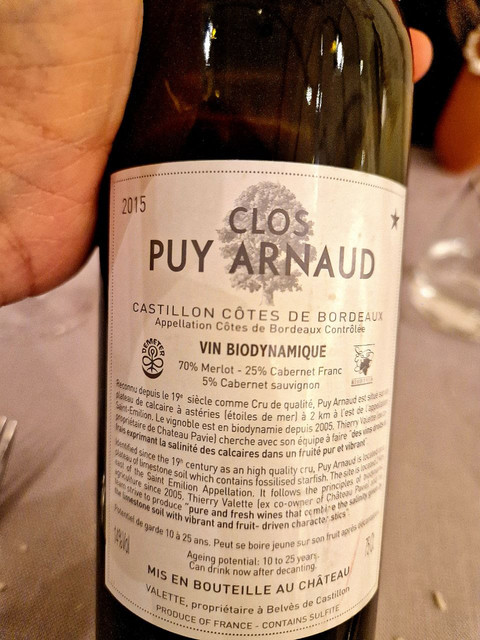 2015
CLOS
PUY ARNAUD
CASTILLON CÔTES DE BORDEAUX
Appellation Côtes de Bordeaux Contrôlée
DEMETER
VIN BIODYNAMIQUE
70% Merlot - 25% Cabernet Franc
5% Cabernet sauvignon
Reconnu depuis le 19e siècle comme Cru de qualité, Puy Arnaud est situé sur
plateau de calcaire à astéries (étoiles de mer) à 2 km à l'est de l'appellation
Saint-Emilion. Le vignoble est en biodynamie depuis 2005. Thierry Valette
propriétaire de Chateau Pavie) cherche avec son équipe à faire "des vins
frais exprimant la salinité des calcaires dans un fruité pur et vibrant".
Identified since the 19th century as an high quality cru, Puy Arnaud is
plateau of limestone soil which contains fossilised starfish. The site is
east of the Saint Emilion Appellation. It follows the principles of
agriculture since 2005. Thierry Valette (ex co-owner of Château Pavie)
team strive to produce "pure and fresh wines that combine the salinity
the limestone soil with vibrant and fruit- driven characteristics".
Potentiel de garde 10 à 25 ans. Peut se boire jeune sur son fruit après
Ageing potential: 10 to 25 years.
Can drink now after decanting.
MIS EN BOUTEILLE AU CHÂTEAU
VALETTE, propriétaire à Belvès de Castillon
PRODUCE OF FRANCE - CONTAINS SULFITE